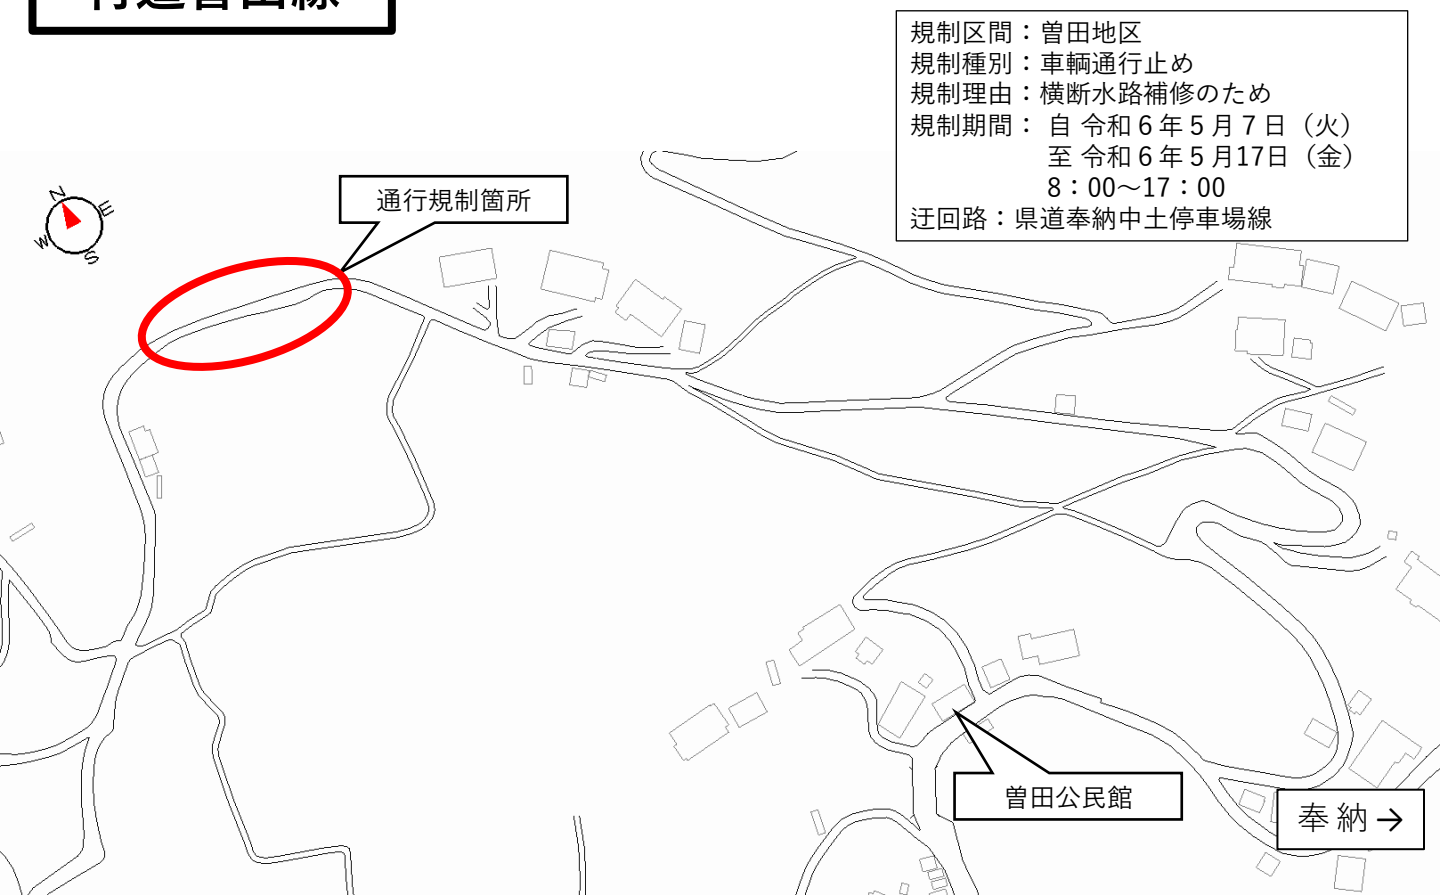 規制区間：曽田地区
規制種別：車輌通行止め
規制理由：横断水路補修のため
規制期間： 自 令和６年５月７日（火）
至 令和６年５月17日（金）
8：00～17：00
迂回路：県道奉納中土停車場線
N
E
W
S
通行規制箇所
曽田公民館
奉納→